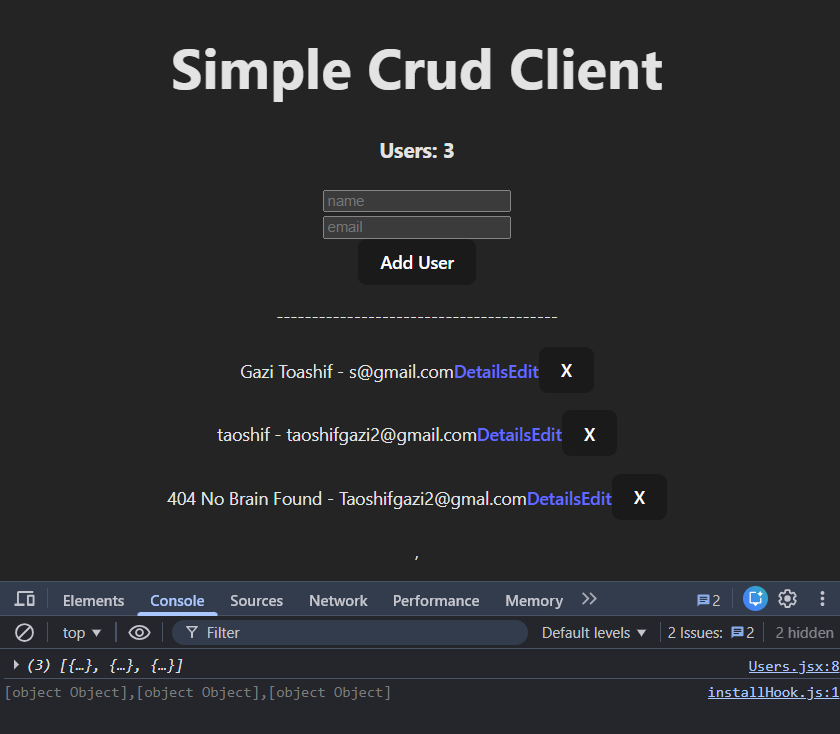 Simple Crud Client
Users: 3
name
email
Add User
----------------------------------------
Gazi Toashif - s@gmail.comDetailsEdit X
taoshif - taoshifgazi2@gmail.comDetailsEdit X
404 No Brain Found - Taoshifgazi2@gmal.comDetailsEdit X
,
Elements Console Sources Network Performance Memory 2
top Filter Default levels 2 Issues: 2 2 hidden
(3) [{…}, {…}, {…}] Users.jsx:8
[object Object],[object Object],[object Object] installHook.js:1